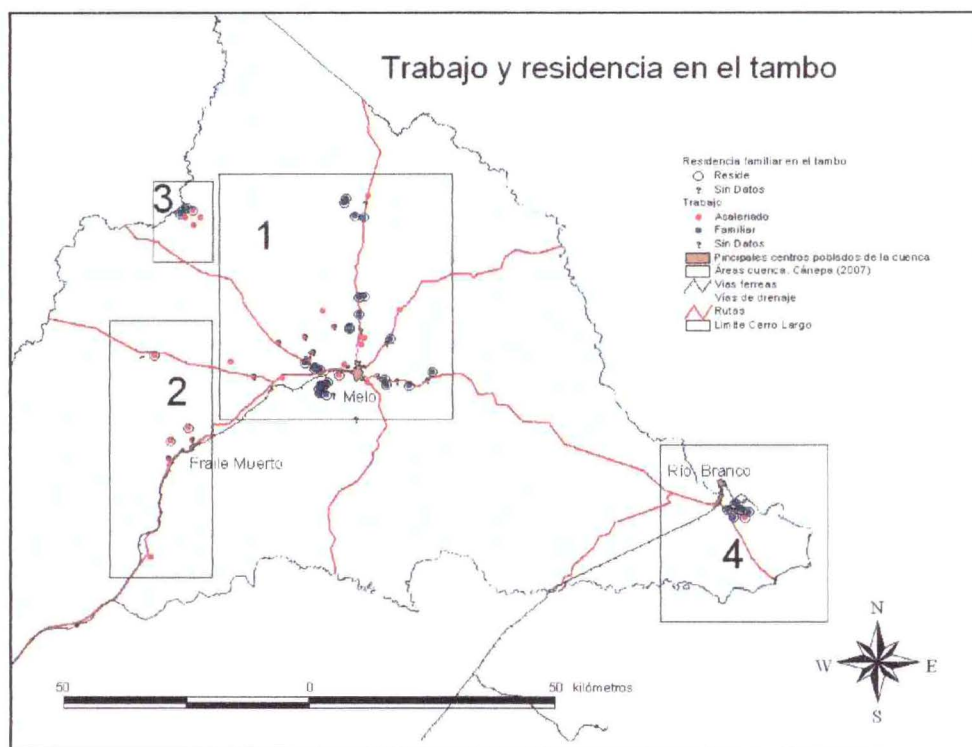 Trabajo y residencia en el tambo
Residencia familiar en el tambo
Reside
? Sin Datos
Trabajo
Asalariado
Familiar
? Sin Datos
Principales centros poblados de la cuenca
Áreas cuenca. Cánepa (2007)
Vías ferreas
Vías de drenaje
Rutas
Limite Cerro Largo
3
1
2
Melo
Fraile Muerto
Río Branco
4
N
W
E
S
50
0
50
kilómetros